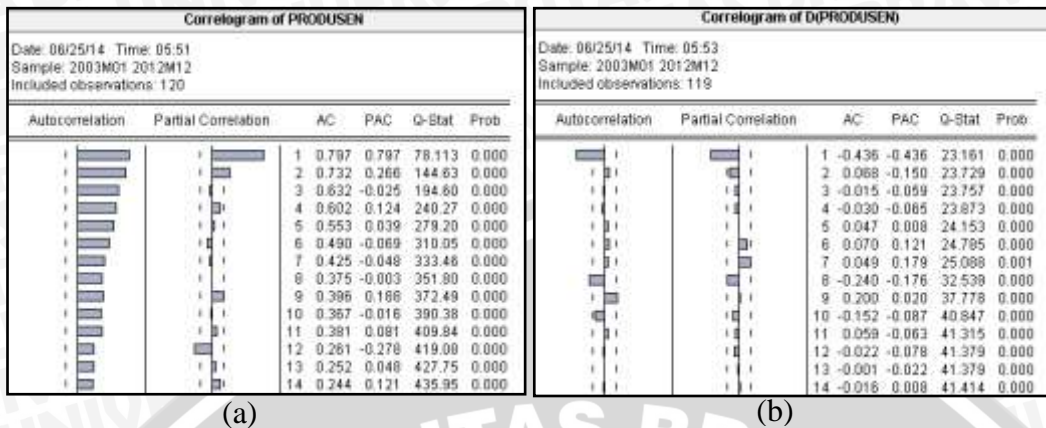 Correlogram of PRODUSEN
Date: 06/25/14 Time: 05:51
Sample: 2003M01 2012M12
Included observations: 120
Autocorrelation Partial Correlation AC PAC Q-Stat Prob
1 0.797 0.797 78.113 0.000
2 0.732 0.266 144.63 0.000
3 0.632 -0.025 194.60 0.000
4 0.602 0.124 240.27 0.000
5 0.553 0.039 279.20 0.000
6 0.490 -0.069 310.05 0.000
7 0.425 -0.048 333.46 0.000
8 0.375 -0.003 351.80 0.000
9 0.396 0.186 372.49 0.000
10 0.367 -0.016 390.38 0.000
11 0.381 0.081 409.84 0.000
12 0.261 -0.278 419.08 0.000
13 0.252 0.048 427.75 0.000
14 0.244 0.121 435.95 0.000
(a)
Correlogram of D(PRODUSEN)
Date: 06/25/14 Time: 05:53
Sample: 2003M01 2012M12
Included observations: 119
Autocorrelation Partial Correlation AC PAC Q-Stat Prob
1 -0.436 -0.436 23.161 0.000
2 0.068 -0.150 23.729 0.000
3 -0.015 -0.059 23.757 0.000
4 -0.030 -0.065 23.873 0.000
5 0.047 0.008 24.153 0.000
6 0.070 0.121 24.785 0.000
7 0.049 0.179 25.088 0.001
8 -0.240 -0.176 32.539 0.000
9 0.200 0.020 37.778 0.000
10 -0.152 -0.087 40.847 0.000
11 0.059 -0.063 41.315 0.000
12 -0.022 -0.078 41.379 0.000
13 -0.001 -0.022 41.379 0.000
14 -0.016 0.008 41.414 0.000
(b)